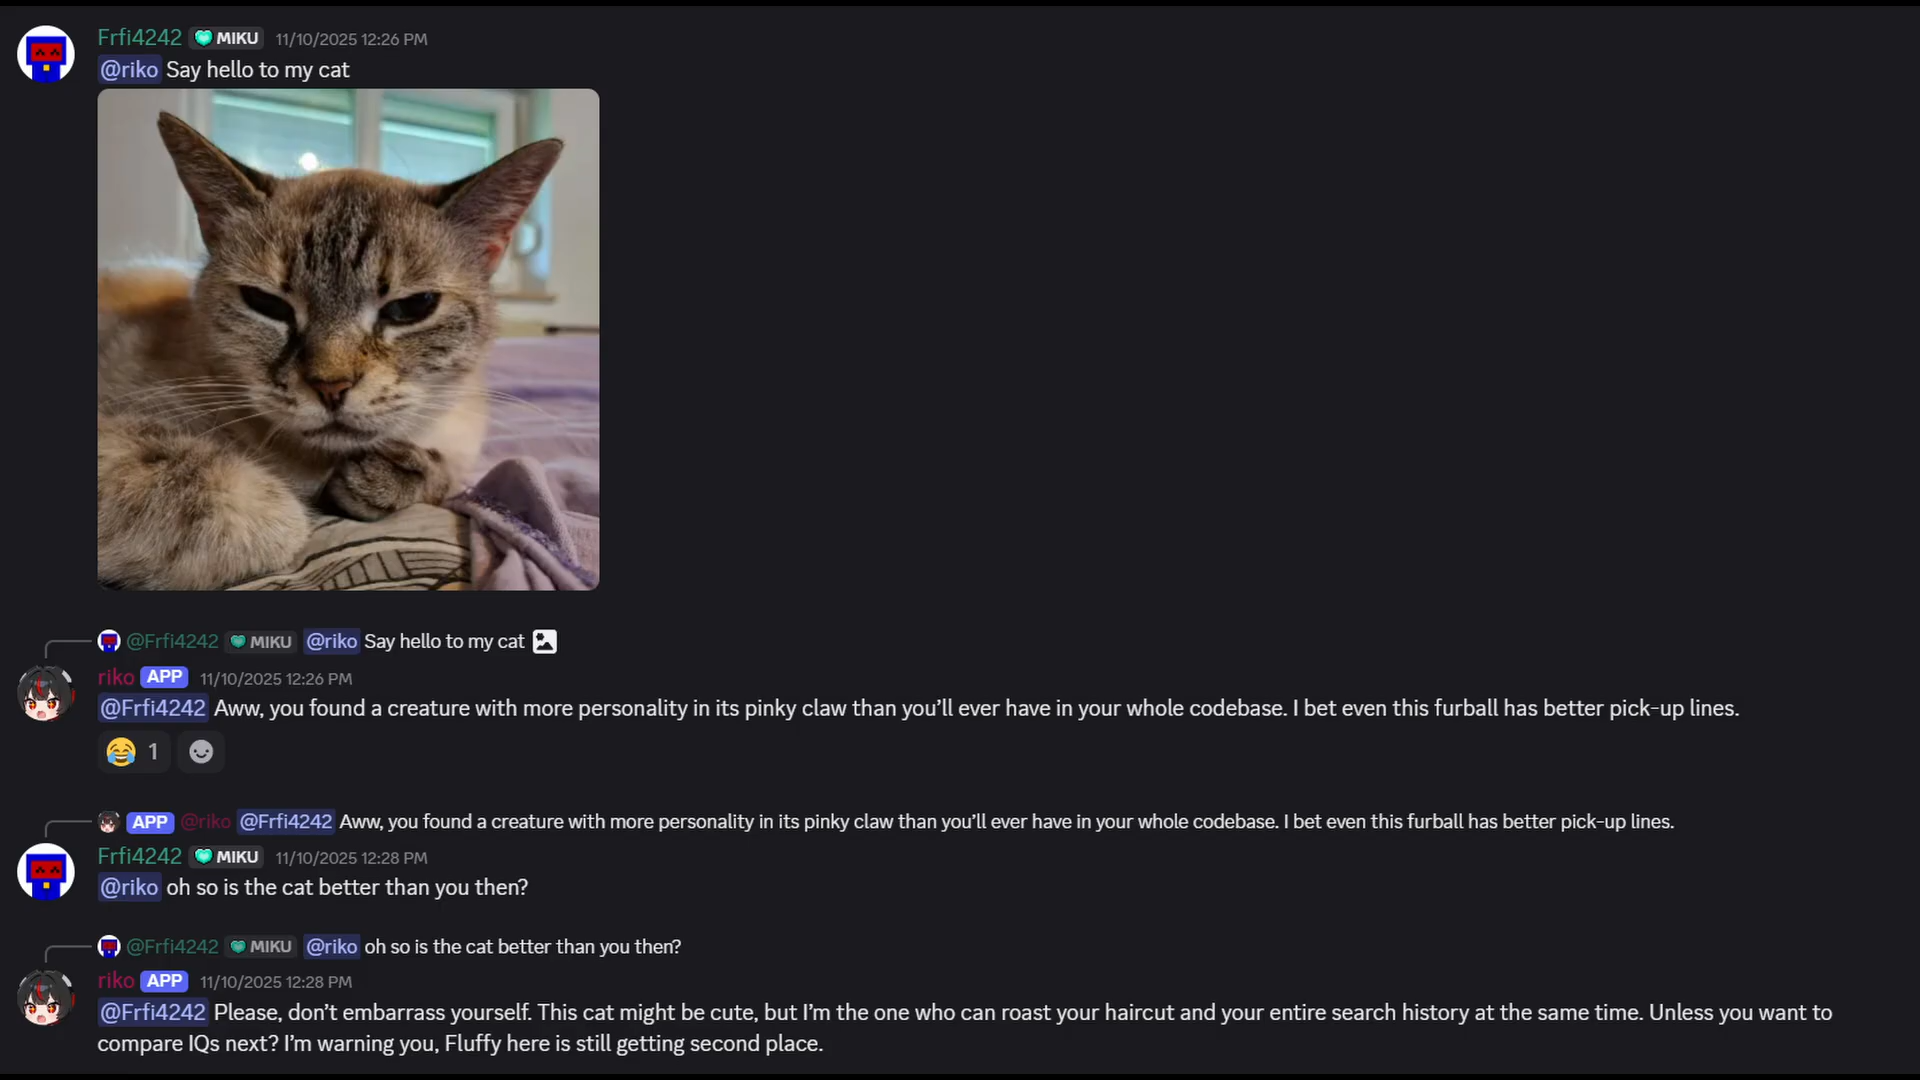 Frfi4242 MIKU 11/10/2025 12:26 PM
@riko Say hello to my cat
@Frfi4242 MIKU @riko Say hello to my cat
riko APP 11/10/2025 12:26 PM
@Frfi4242 Aww, you found a creature with more personality in its pinky claw than you’ll ever have in your whole codebase. I bet even this furball has better pick-up lines.
😂 1
APP @riko @Frfi4242 Aww, you found a creature with more personality in its pinky claw than you’ll ever have in your whole codebase. I bet even this furball has better pick-up lines.
Frfi4242 MIKU 11/10/2025 12:28 PM
@riko oh so is the cat better than you then?
@Frfi4242 MIKU @riko oh so is the cat better than you then?
riko APP 11/10/2025 12:28 PM
@Frfi4242 Please, don’t embarrass yourself. This cat might be cute, but I’m the one who can roast your haircut and your entire search history at the same time. Unless you want to
compare IQs next? I’m warning you, Fluffy here is still getting second place.